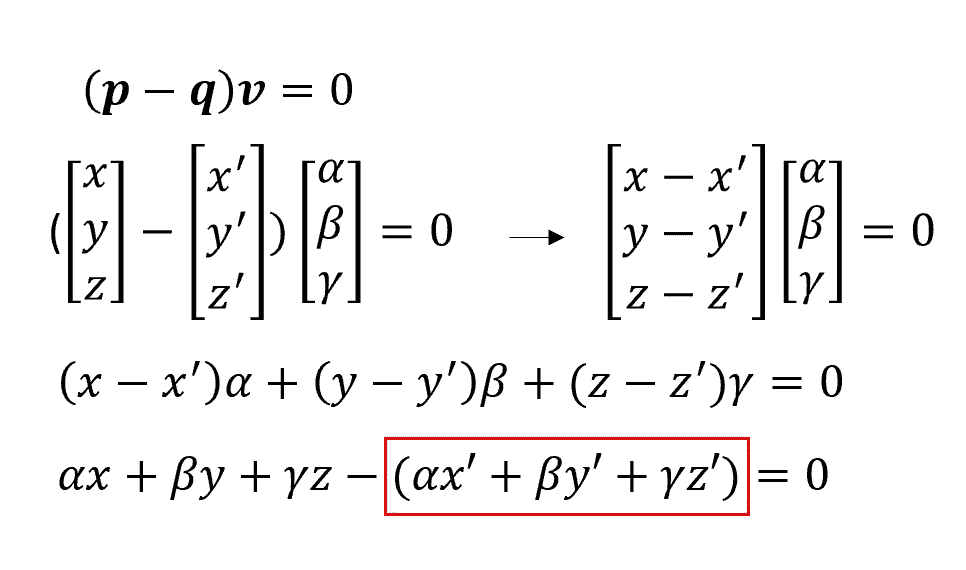 (p − q)v = 0
([x y z] − [x′ y′ z′]) [α β γ] = 0 → [x − x′ y − y′ z − z′] [α β γ] = 0
(x − x′)α + (y − y′)β + (z − z′)γ = 0
αx + βy + γz − (αx′ + βy′ + γz′) = 0